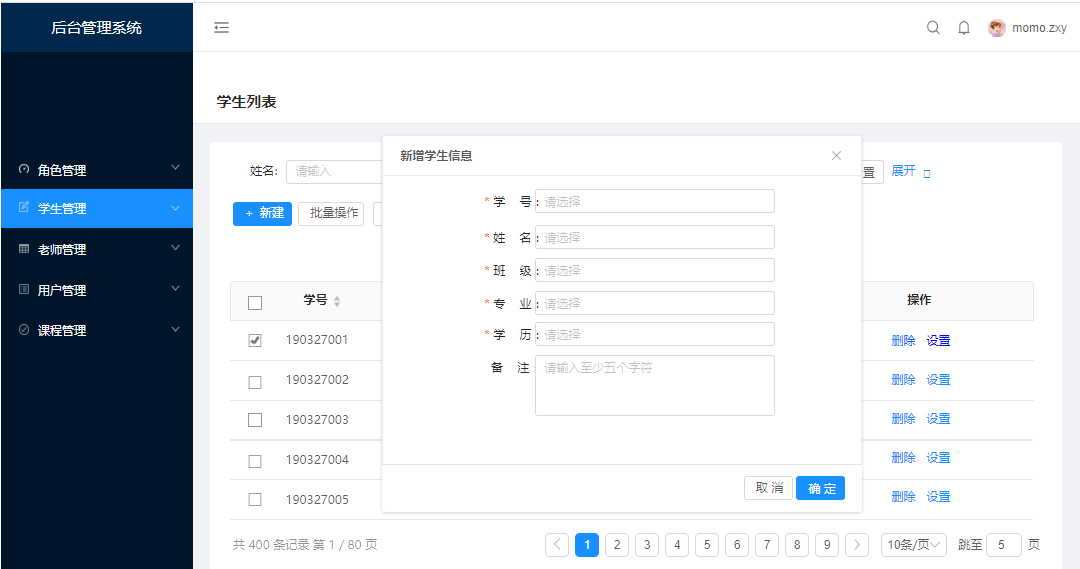 后台管理系统
momo.zxy
学生列表
角色管理
学生管理
老师管理
用户管理
课程管理
姓名: 请输入
置 展开
+ 新建 批量操作
学号
操作
190327001 删除 设置
190327002 删除 设置
190327003 删除 设置
190327004 删除 设置
190327005 删除 设置
新增学生信息
* 学 号: 请选择
* 姓 名: 请选择
* 班 级: 请选择
* 专 业: 请选择
* 学 历: 请选择
备 注: 请输入至少五个字符
取 消 确 定
共 400 条记录 第 1 / 80 页
1 2 3 4 5 6 7 8 9 10条/页 跳至 5 页